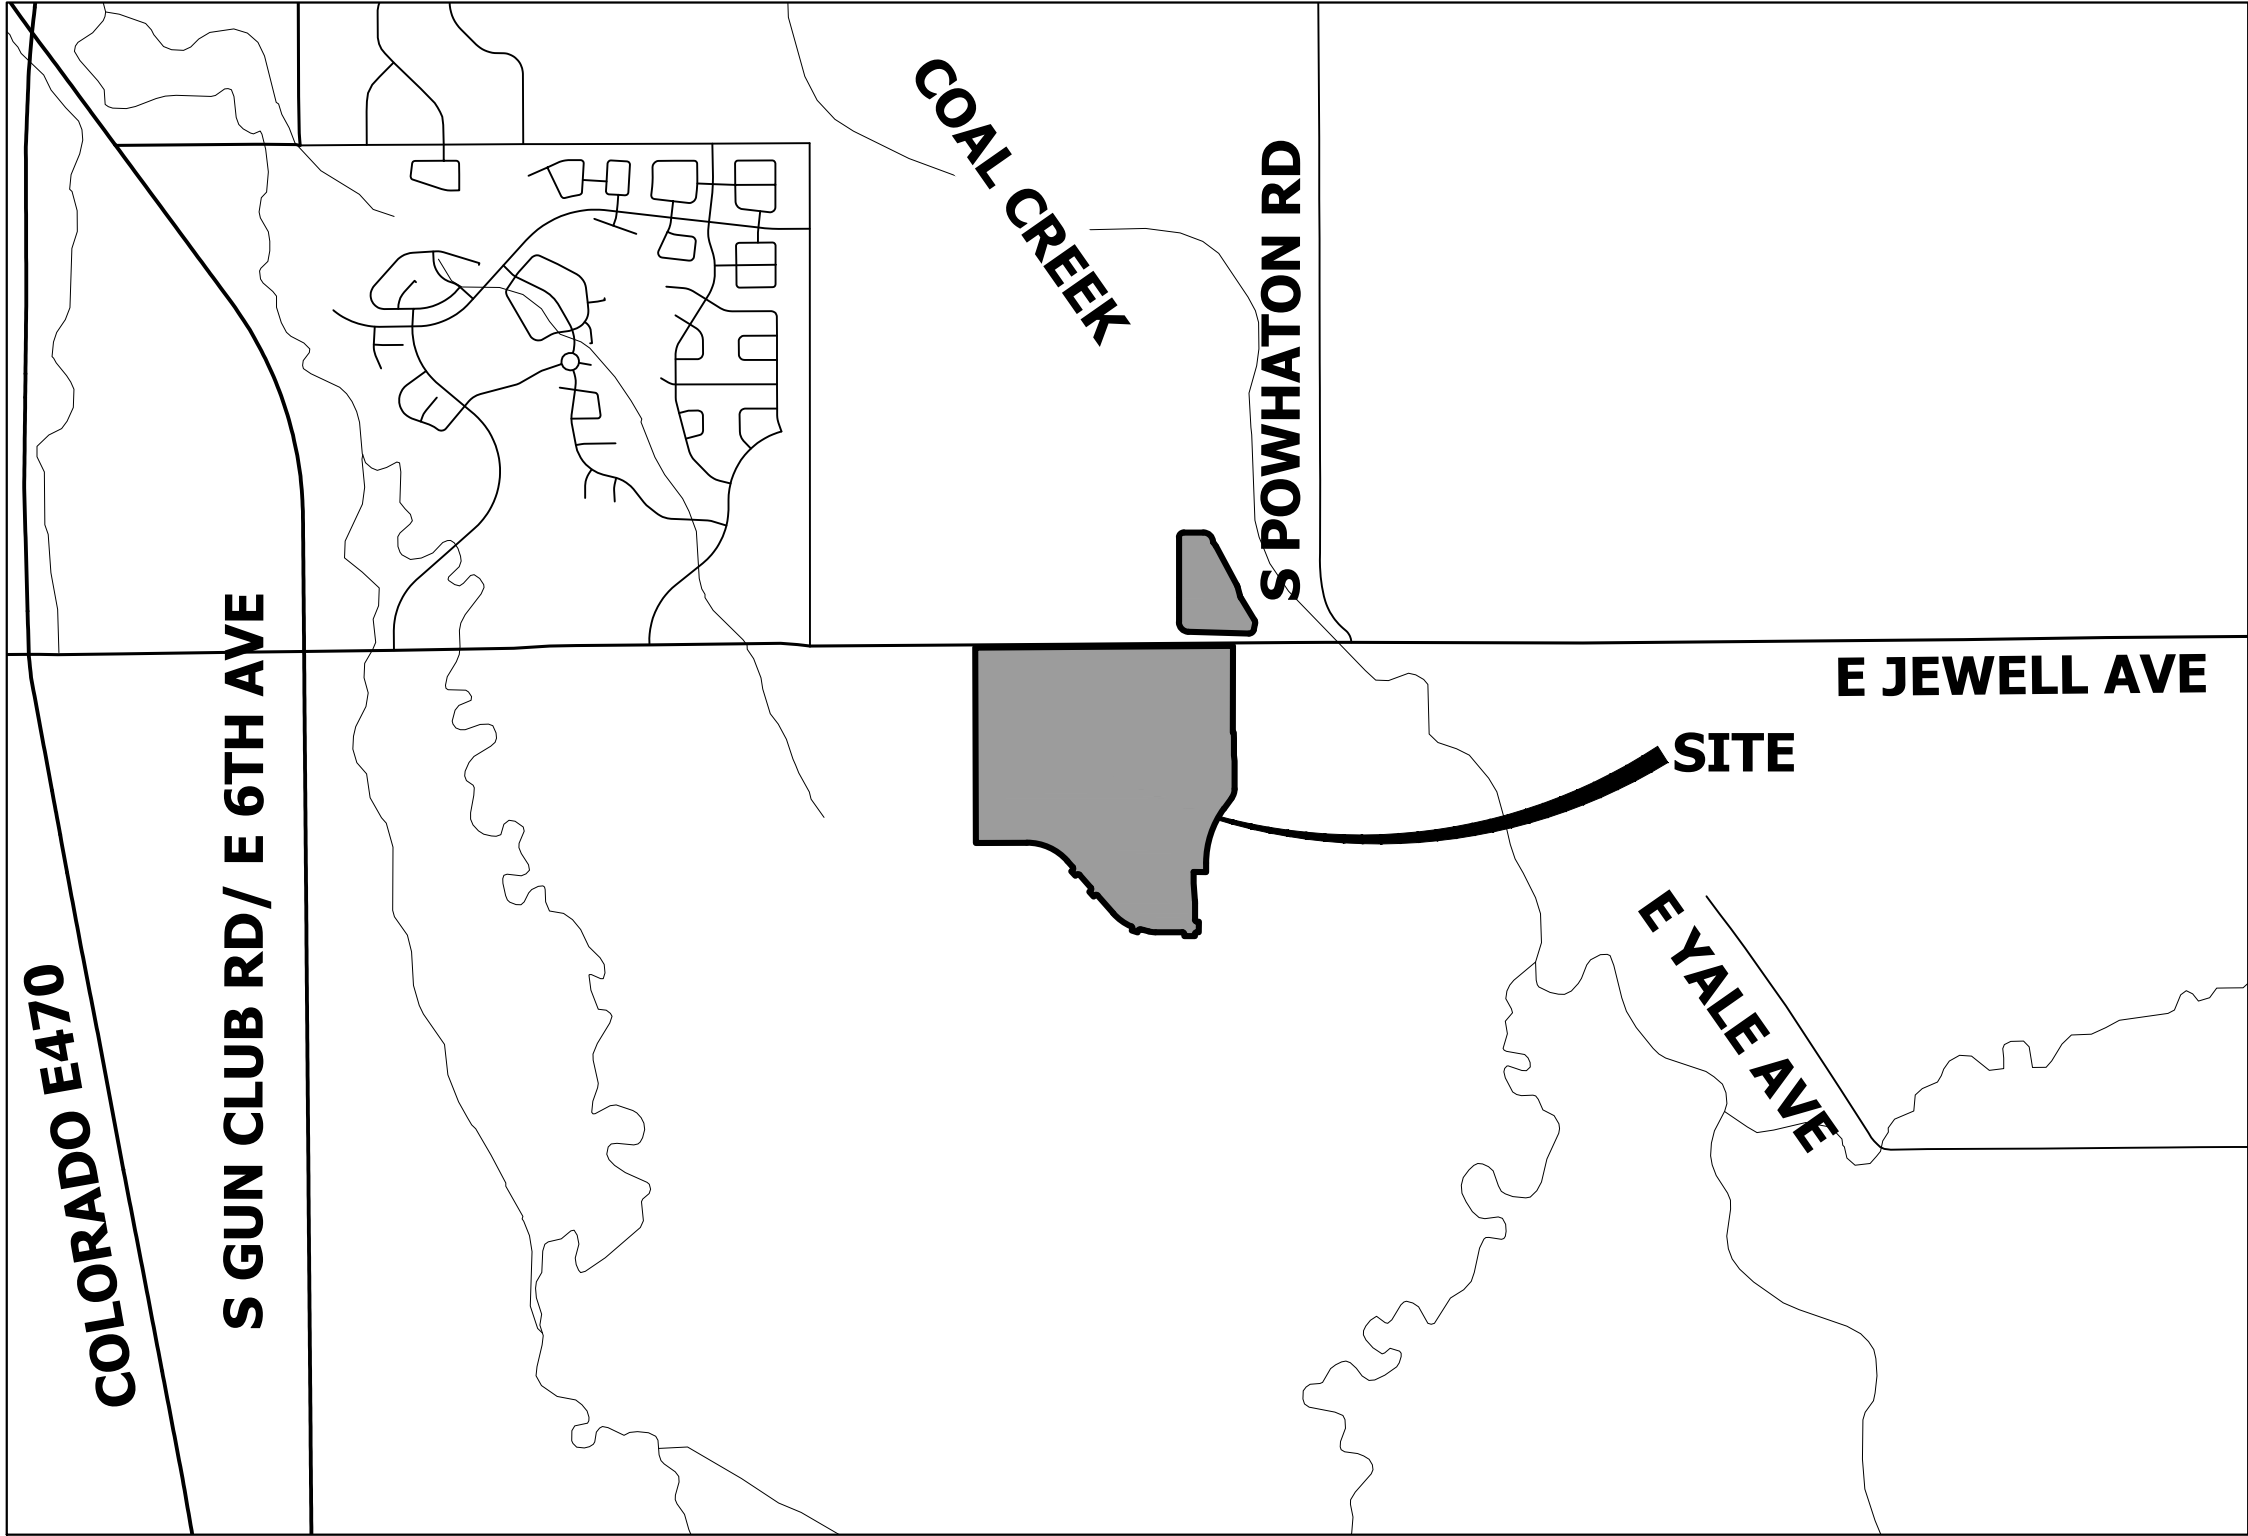 COAL CREEK
S POWHATON RD
E JEWELL AVE
SITE
S GUN CLUB RD/ E 6TH AVE
E YALE AVE
COLORADO E470